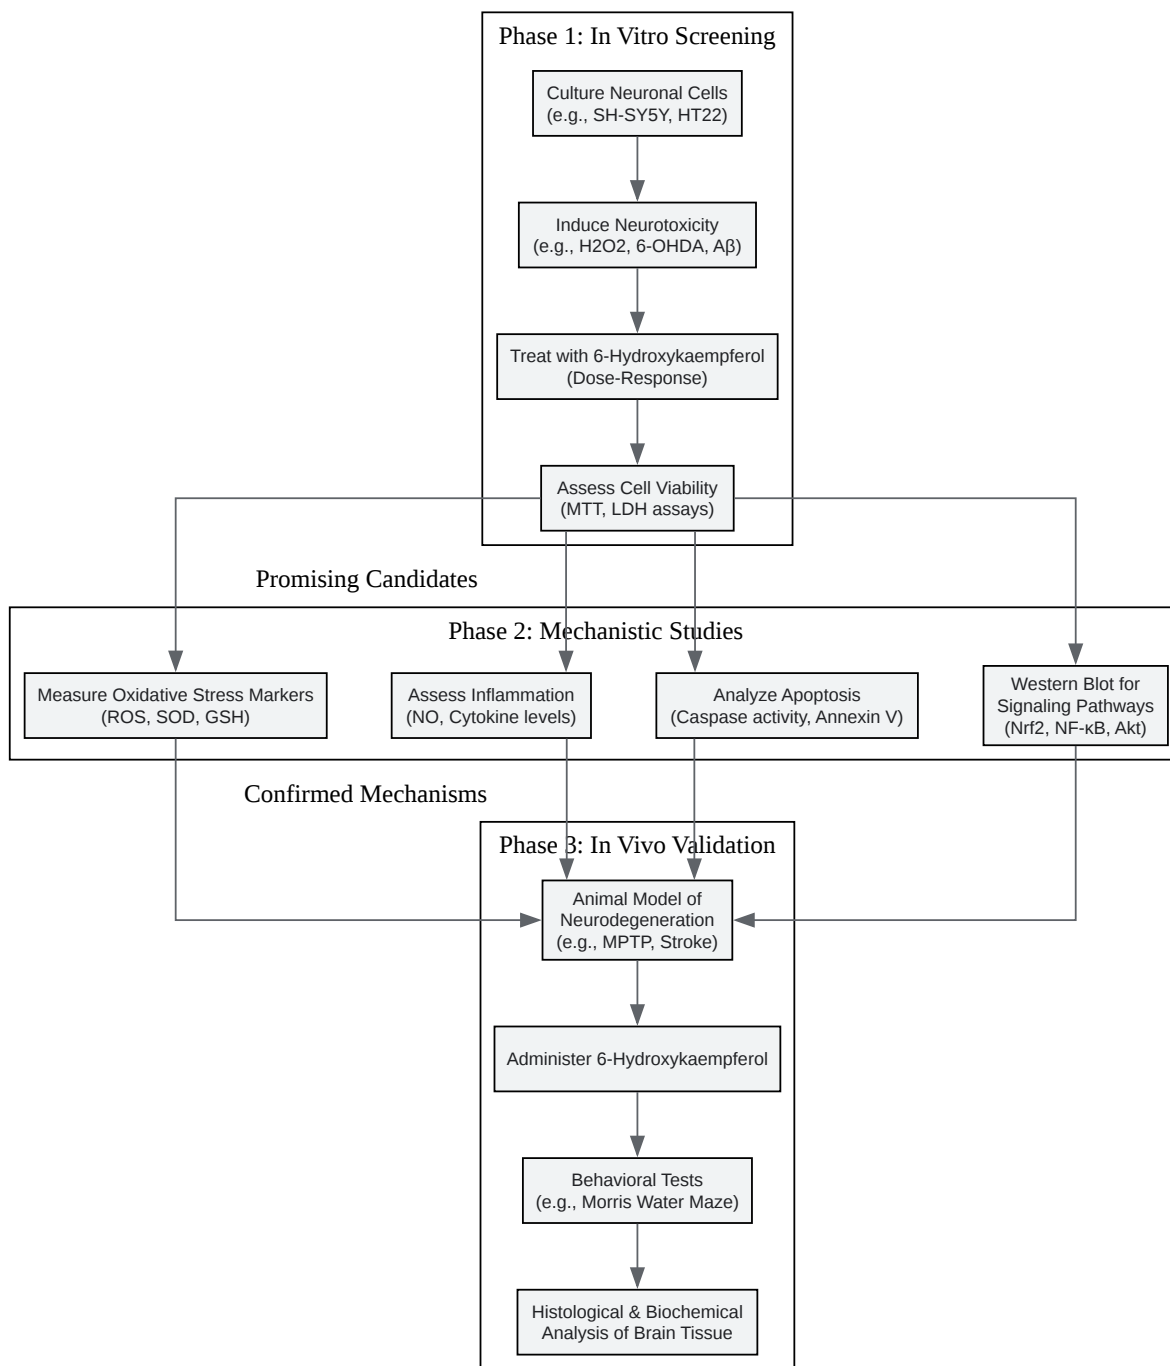 Phase 1: In Vitro Screening
Culture Neuronal Cells
(e.g., SH-SY5Y, HT22)
Induce Neurotoxicity
(e.g., H2O2, 6-OHDA, Aβ)
Treat with 6-Hydroxykaempferol
(Dose-Response)
Assess Cell Viability
(MTT, LDH assays)
Promising Candidates
Phase 2: Mechanistic Studies
Measure Oxidative Stress Markers
(ROS, SOD, GSH)
Assess Inflammation
(NO, Cytokine levels)
Analyze Apoptosis
(Caspase activity, Annexin V)
Western Blot for
Signaling Pathways
(Nrf2, NF-κB, Akt)
Confirmed Mechanisms
Phase 3: In Vivo Validation
Animal Model of
Neurodegeneration
(e.g., MPTP, Stroke)
Administer 6-Hydroxykaempferol
Behavioral Tests
(e.g., Morris Water Maze)
Histological & Biochemical
Analysis of Brain Tissue